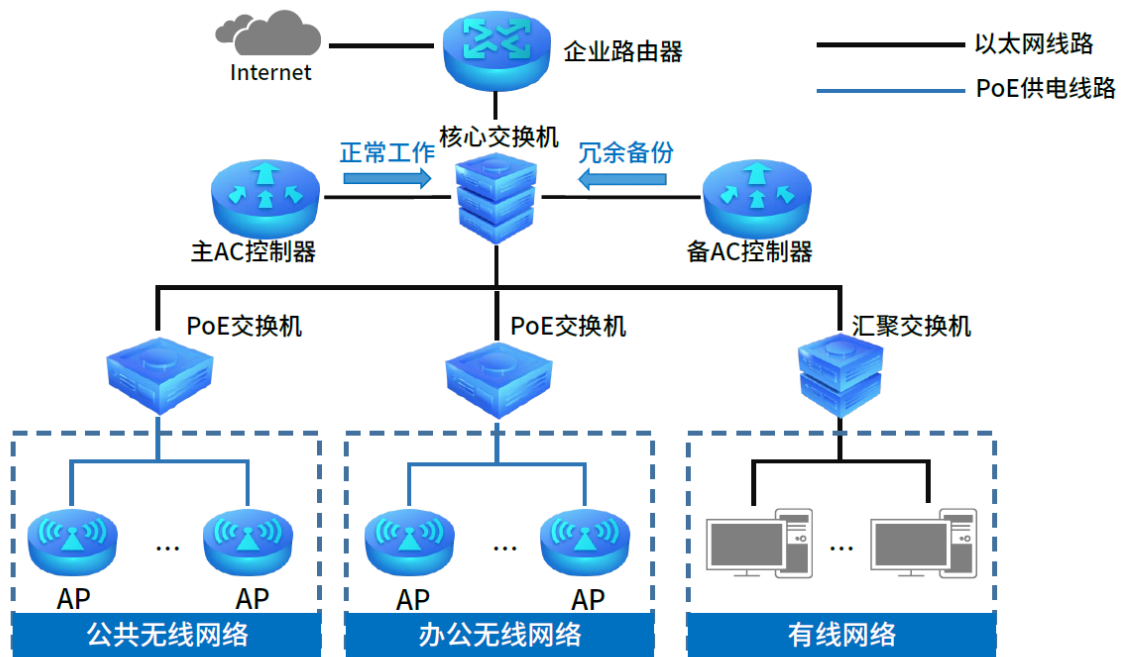 Internet
企业路由器
以太网线路
PoE供电线路
核心交换机
正常工作
冗余备份
主AC控制器
备AC控制器
PoE交换机
PoE交换机
汇聚交换机
...
...
...
AP
AP
AP
AP
公共无线网络
办公无线网络
有线网络